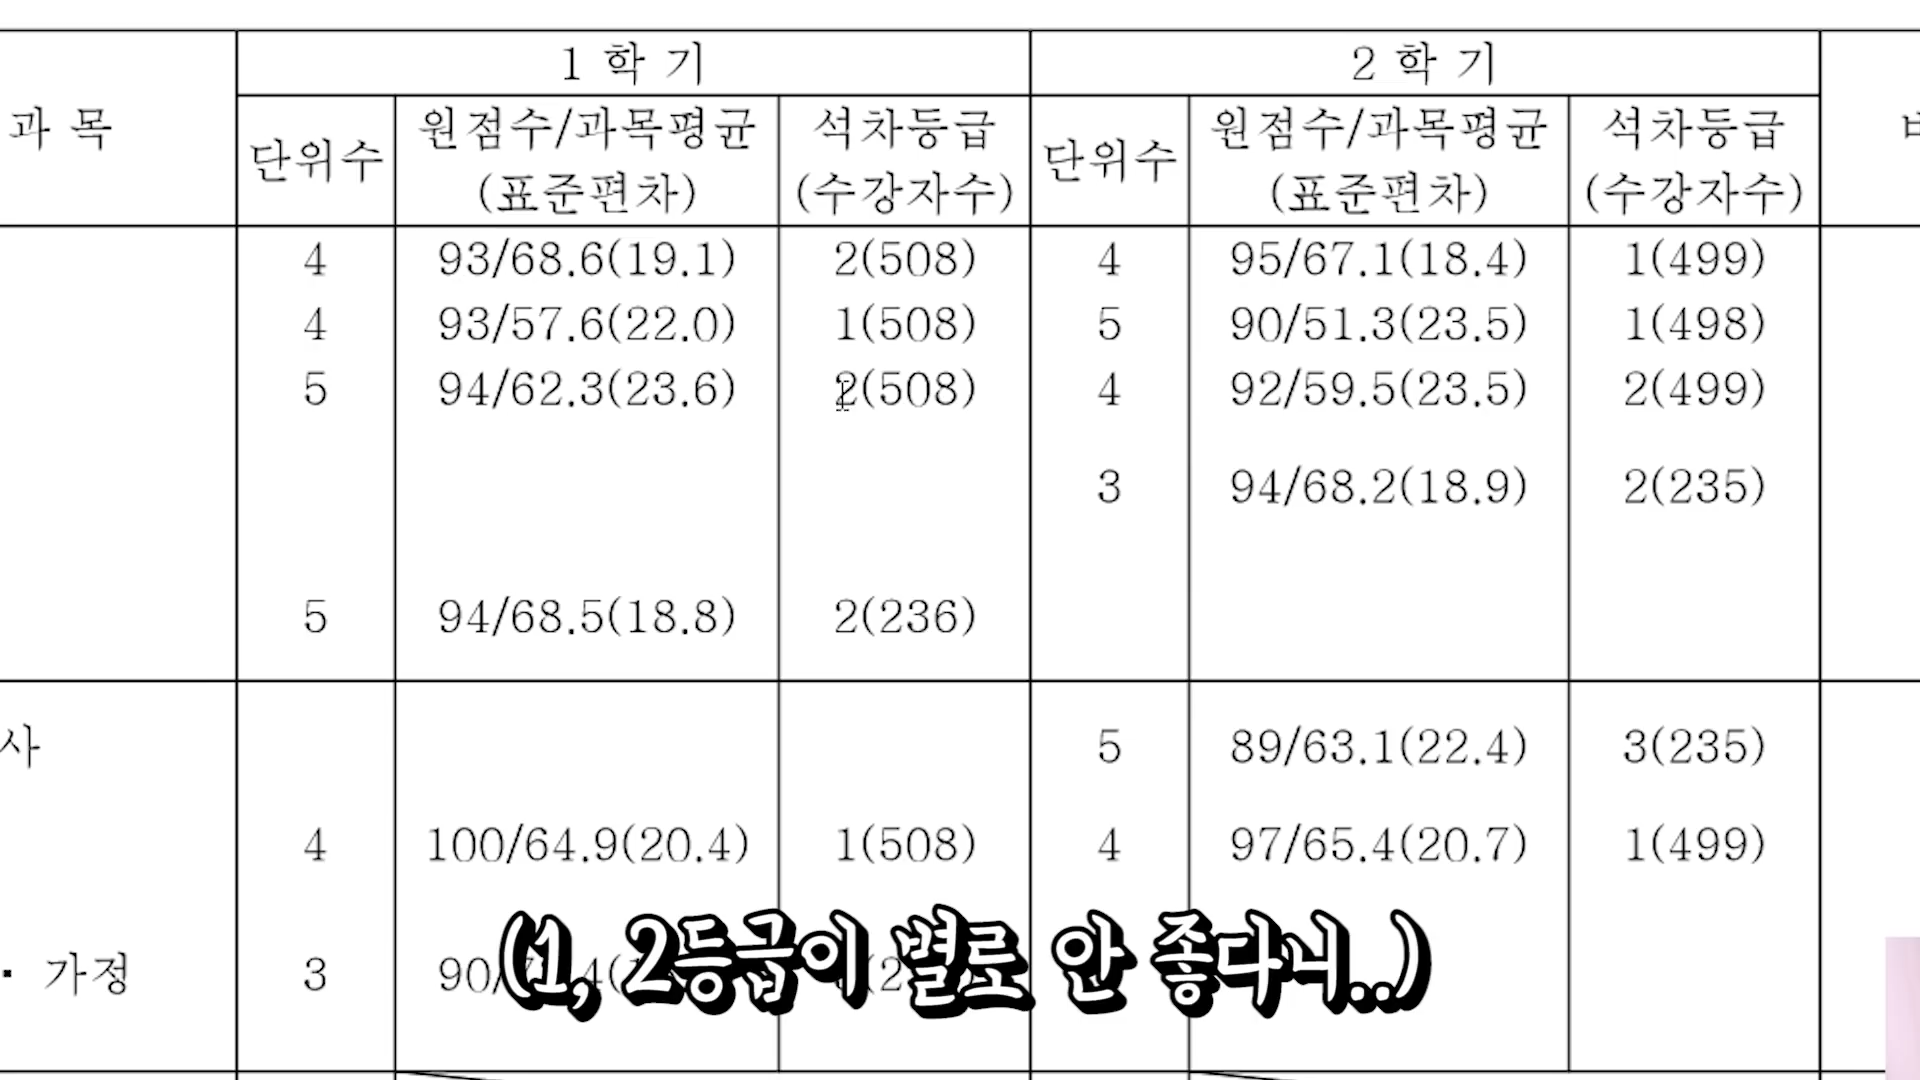 과 목 1 학 기 2 학 기
단위수 원점수/과목평균 (표준편차) 석차등급 (수강자수) 단위수 원점수/과목평균 (표준편차) 석차등급 (수강자수)
4 93/68.6(19.1) 2(508) 4 95/67.1(18.4) 1(499)
4 93/57.6(22.0) 1(508) 5 90/51.3(23.5) 1(498)
5 94/62.3(23.6) 2(508) 4 92/59.5(23.5) 2(499)
3 94/68.2(18.9) 2(235)
5 94/68.5(18.8) 2(236)
사 5 89/63.1(22.4) 3(235)
4 100/64.9(20.4) 1(508) 4 97/65.4(20.7) 1(499)
· 가정 3
(1, 2등급이 별로 안 좋다니..)